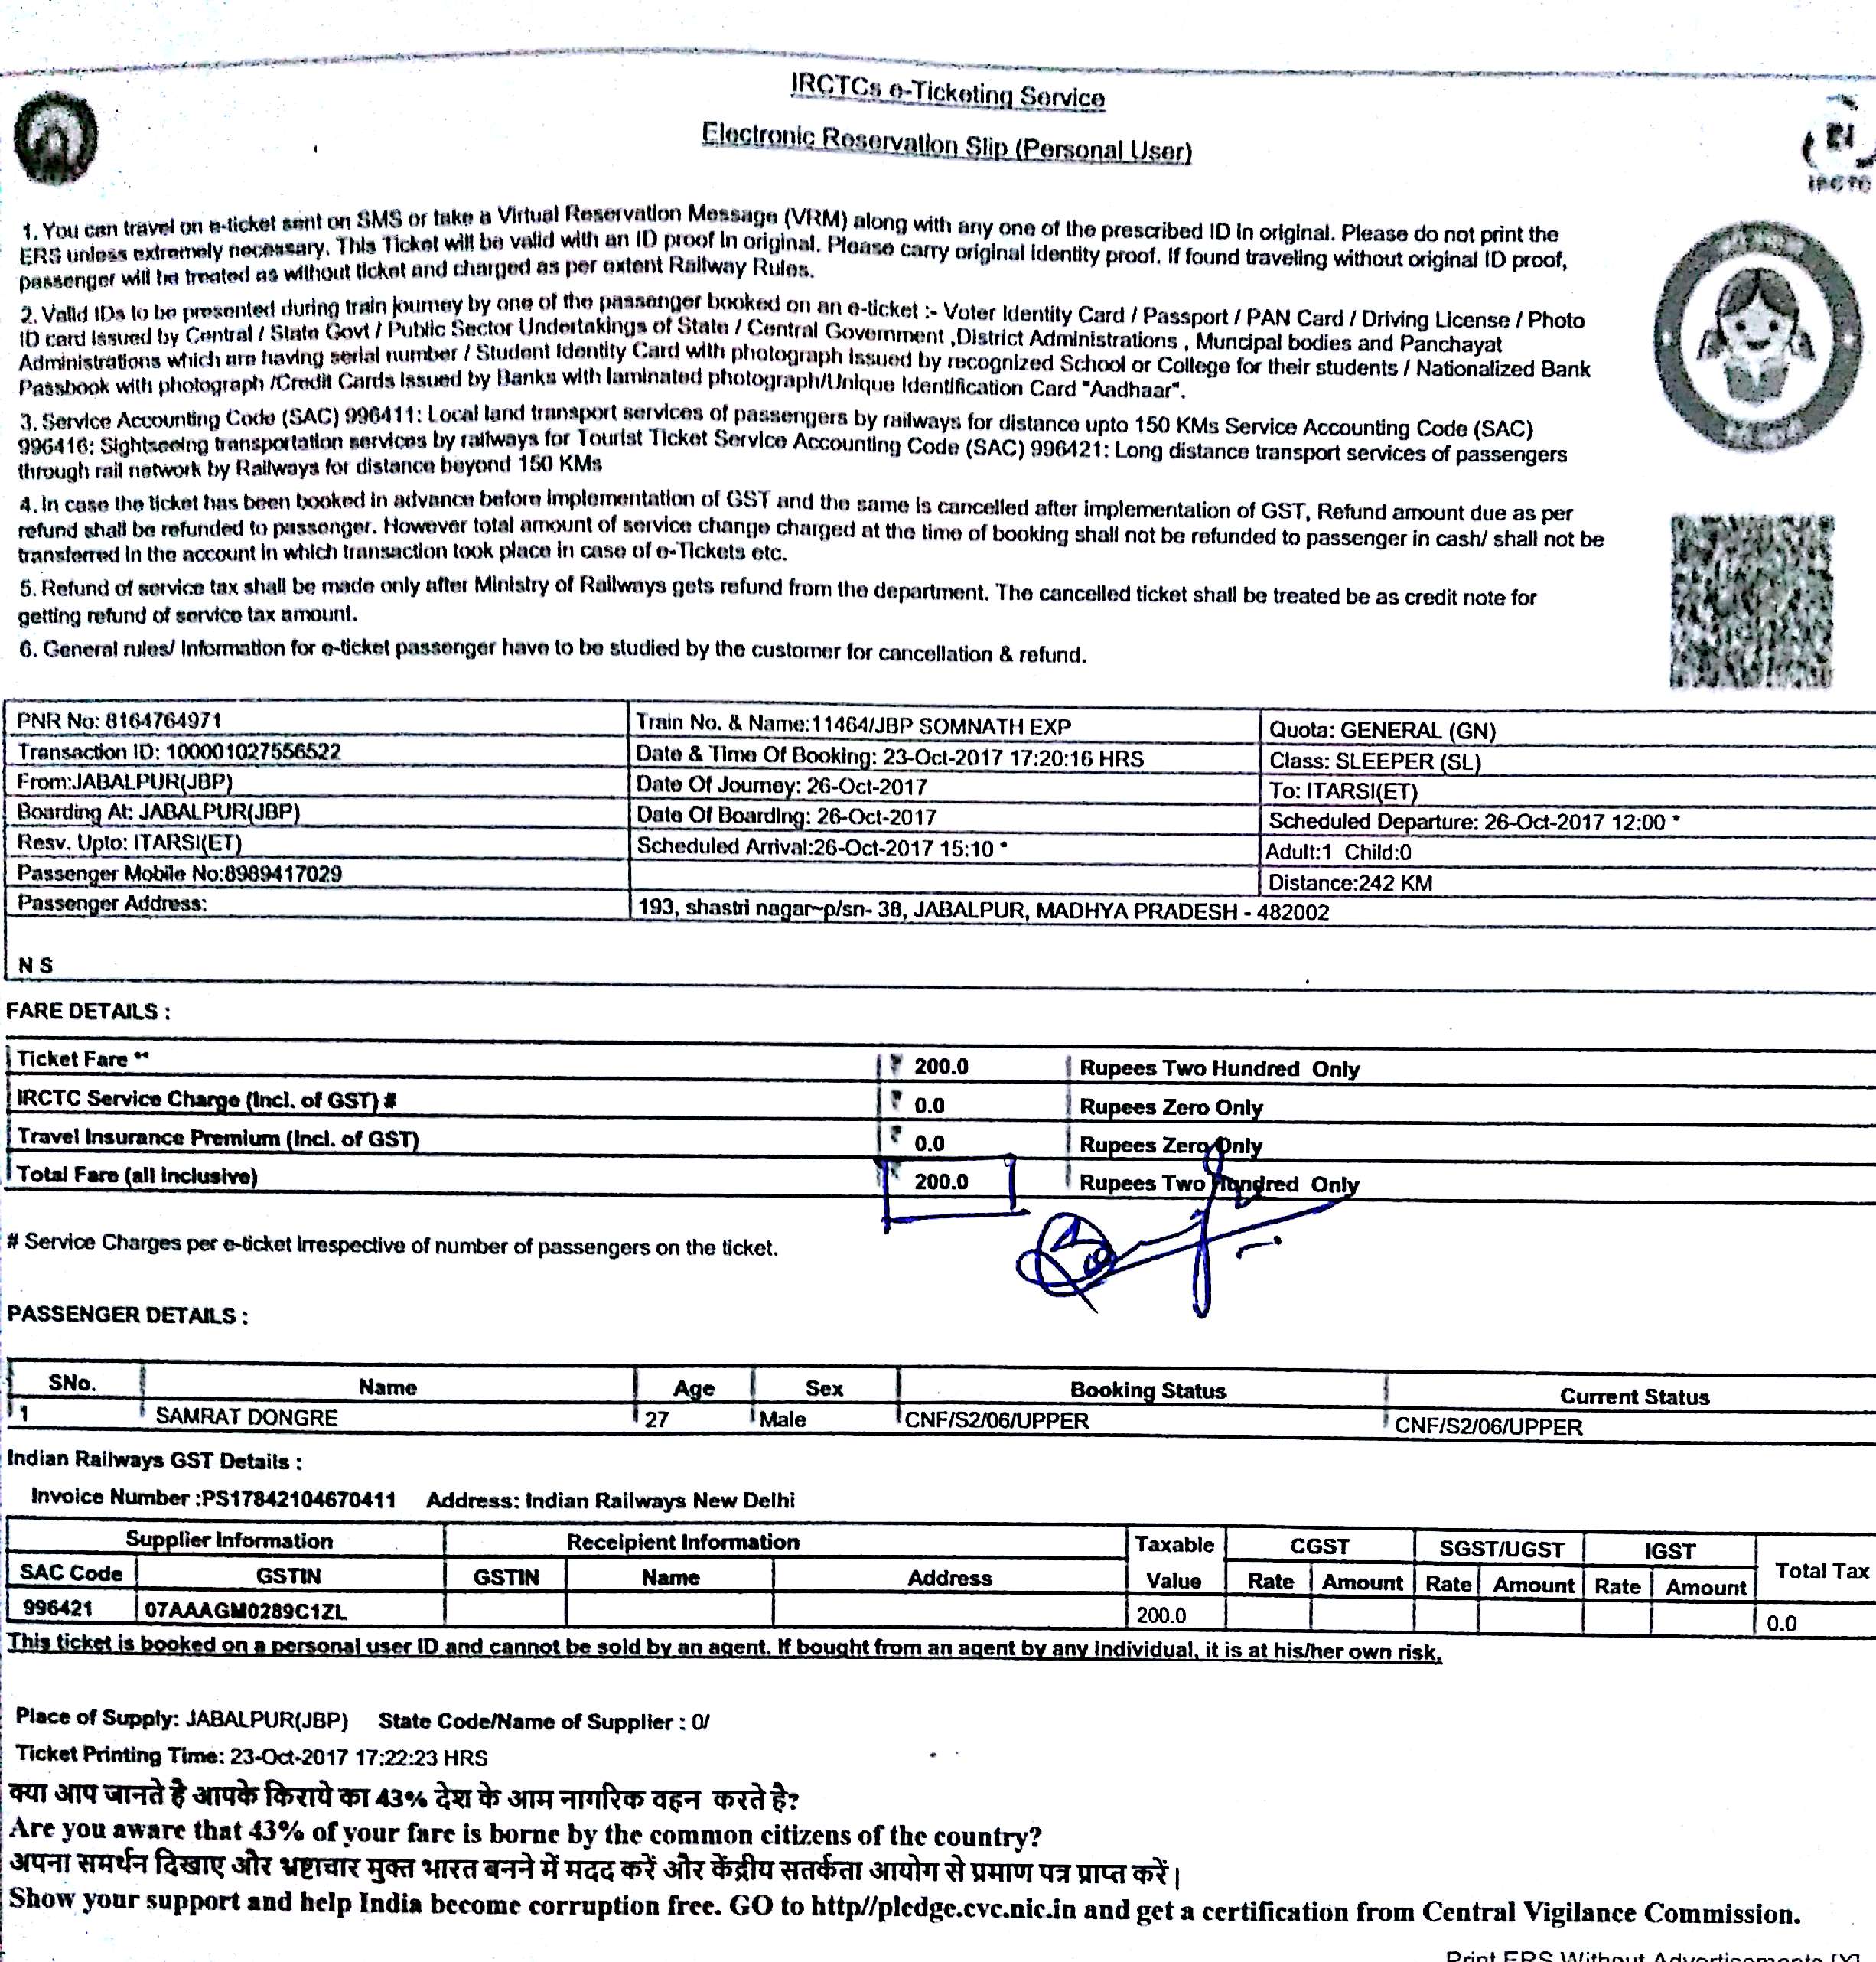 IRCTCs e-Ticketing Service
Electronic Reservation Slip (Personal User)
IRCTC
1. You can travel on e-ticket sent on SMS or take a Virtual Reservation Message (VRM) along with any one of the prescribed ID in original. Please do not print the
ERS unless extremely necessary. This Ticket will be valid with an ID proof in original. Please carry original identity proof. If found traveling without original ID proof,
passenger will be treated as without ticket and charged as per extent Railway Rules.
2. Valid IDs to be presented during train journey by one of the passenger booked on an e-ticket :- Voter Identity Card / Passport / PAN Card / Driving License / Photo
ID card issued by Central / State Govt / Public Sector Undertakings of State / Central Government ,District Administrations , Muncipal bodies and Panchayat
Administrations which are having serial number / Student Identity Card with photograph issued by recognized School or College for their students / Nationalized Bank
Passbook with photograph /Credit Cards Issued by Banks with laminated photograph/Unique Identification Card "Aadhaar".
3. Service Accounting Code (SAC) 996411: Local land transport services of passengers by railways for distance upto 150 KMs Service Accounting Code (SAC)
996416: Sightseeing transportation services by railways for Tourist Ticket Service Accounting Code (SAC) 996421: Long distance transport services of passengers
through rail network by Railways for distance beyond 150 KMs
4. In case the ticket has been booked in advance before implementation of GST and the same is cancelled after implementation of GST, Refund amount due as per
refund shall be refunded to passenger. However total amount of service change charged at the time of booking shall not be refunded to passenger in cash/ shall not be
transferred in the account in which transaction took place in case of e-Tickets etc.
5. Refund of service tax shall be made only after Ministry of Railways gets refund from the department. The cancelled ticket shall be treated be as credit note for
getting refund of service tax amount.
6. General rules/ Information for e-ticket passenger have to be studied by the customer for cancellation & refund.
PNR No: 8164764971 Train No. & Name:11464/JBP SOMNATH EXP Quota: GENERAL (GN)
Transaction ID: 100001027556522 Date & Time Of Booking: 23-Oct-2017 17:20:16 HRS Class: SLEEPER (SL)
From:JABALPUR(JBP) Date Of Journey: 26-Oct-2017 To: ITARSI(ET)
Boarding At: JABALPUR(JBP) Date Of Boarding: 26-Oct-2017 Scheduled Departure: 26-Oct-2017 12:00 *
Resv. Upto: ITARSI(ET) Scheduled Arrival:26-Oct-2017 15:10 * Adult:1 Child:0
Passenger Mobile No:8989417029 Distance:242 KM
Passenger Address: 193, shastri nagar~p/sn- 38, JABALPUR, MADHYA PRADESH - 482002
N S
FARE DETAILS :
Ticket Fare ** ₹ 200.0 Rupees Two Hundred Only
IRCTC Service Charge (Incl. of GST) # ₹ 0.0 Rupees Zero Only
Travel Insurance Premium (Incl. of GST) ₹ 0.0 Rupees Zero Only
Total Fare (all inclusive) ₹ 200.0 Rupees Two Hundred Only
# Service Charges per e-ticket irrespective of number of passengers on the ticket.
PASSENGER DETAILS :
SNo. Name Age Sex Booking Status Current Status
1 SAMRAT DONGRE 27 Male CNF/S2/06/UPPER CNF/S2/06/UPPER
Indian Railways GST Details :
Invoice Number :PS17842104670411 Address: Indian Railways New Delhi
Supplier Information Receipient Information Taxable CGST SGST/UGST IGST Total Tax
SAC Code GSTIN GSTIN Name Address Value Rate Amount Rate Amount Rate Amount
996421 07AAAGM0289C1ZL 200.0 0.0
This ticket is booked on a personal user ID and cannot be sold by an agent. If bought from an agent by any individual, it is at his/her own risk.
Place of Supply: JABALPUR(JBP) State Code/Name of Supplier : 0/
Ticket Printing Time: 23-Oct-2017 17:22:23 HRS
क्या आप जानते है आपके किराये का 43% देश के आम नागरिक वहन करते है?
Are you aware that 43% of your fare is borne by the common citizens of the country?
अपना समर्थन दिखाए और भ्रष्टाचार मुक्त भारत बनने में मदद करें और केंद्रीय सतर्कता आयोग से प्रमाण पत्र प्राप्त करें |
Show your support and help India become corruption free. GO to http//pledge.cvc.nic.in and get a certification from Central Vigilance Commission.
Print ERS Without Advertisements [X]